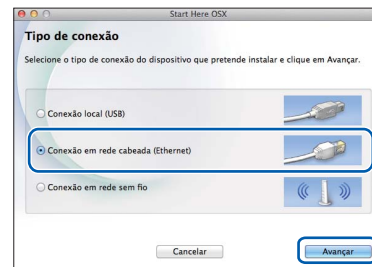 Start Here OSX
Tipo de conexão
Selecione o tipo de conexão do dispositivo que pretende instalar e clique em Avançar.
Conexão local (USB)
Conexão em rede cabeada (Ethernet)
Conexão em rede sem fio
Cancelar
Avançar